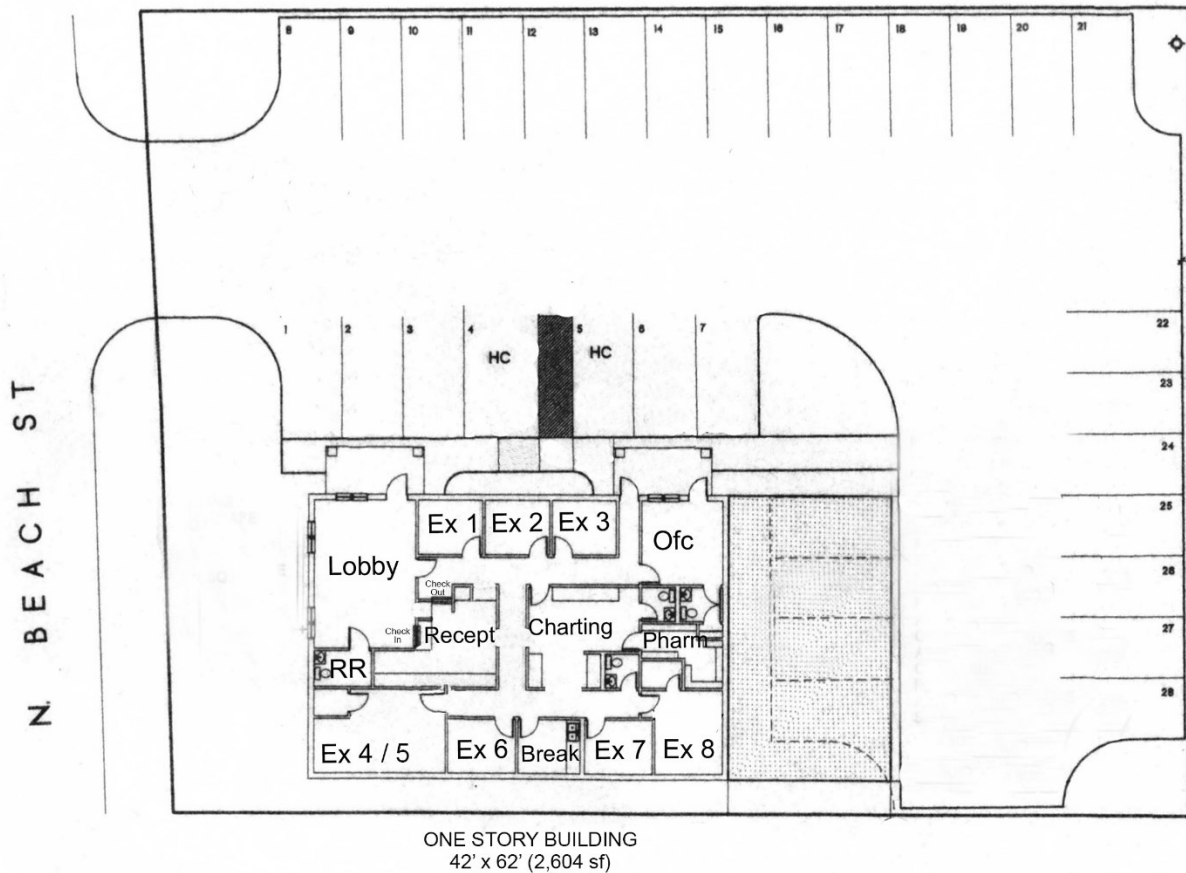 8 9 10 11 12 13 14 15 16 17 18 19 20 21
1 2 3 4 5 6 7
HC HC
22
23
24
25
26
27
28
N. BEACH ST
Ex 1 Ex 2 Ex 3
Ofc
Lobby
Check
Out
Check
In
Recept
Charting
Pharm
RR
Ex 4 / 5
Ex 6
Break
Ex 7
Ex 8
ONE STORY BUILDING
42' x 62' (2,604 sf)